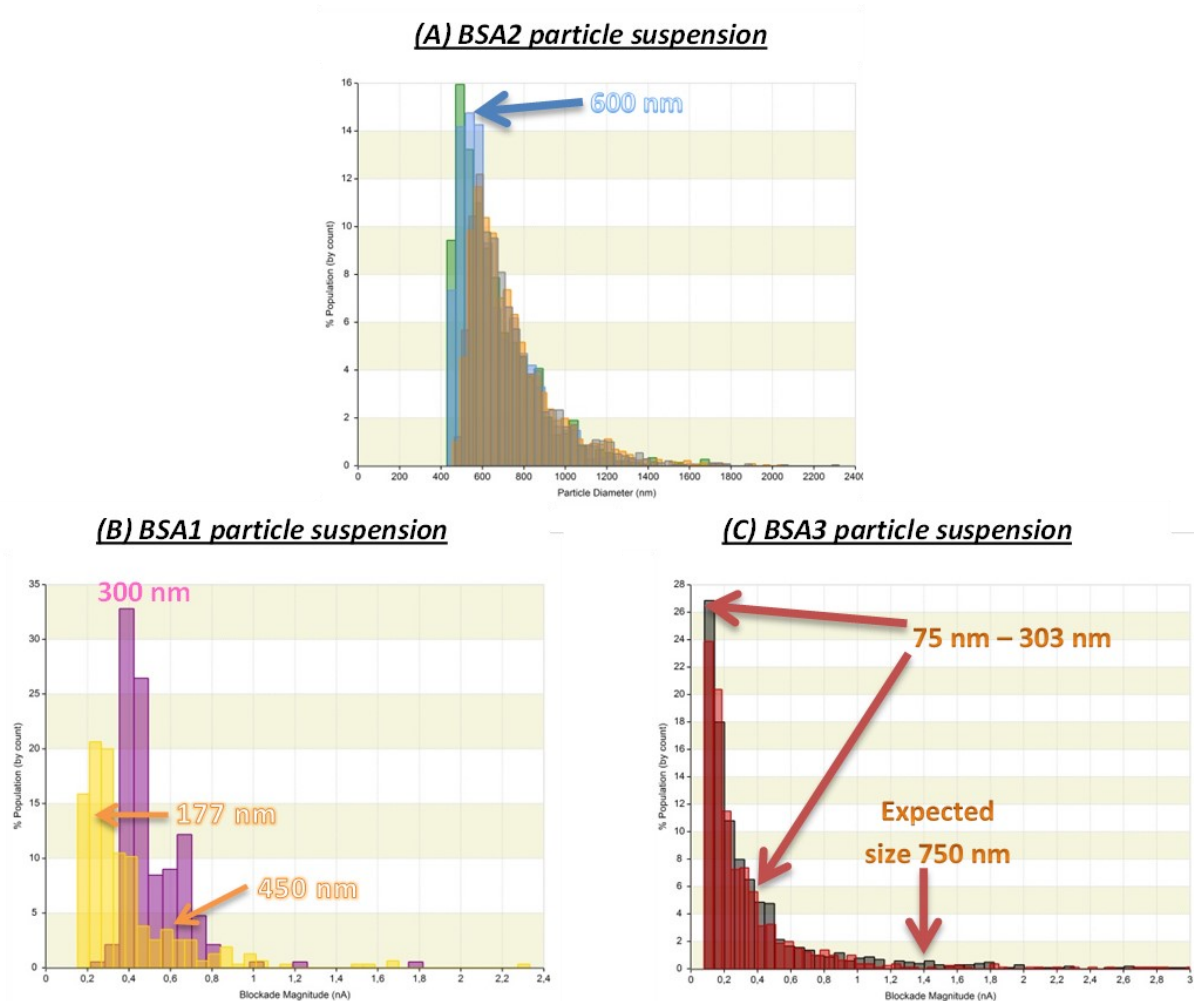 (A) BSA2 particle suspension
16
14
12
10
8
6
4
2
0
% Population (by count)
600 nm
0 200 400 600 800 1000 1200 1400 1600 1800 2000 2200 2400
Particle Diameter (nm)
(B) BSA1 particle suspension
35
30
25
20
15
10
5
0
% Population (by count)
300 nm
177 nm
450 nm
0 0,2 0,4 0,6 0,8 1 1,2 1,4 1,6 1,8 2 2,2 2,4
Blockade Magnitude (nA)
(C) BSA3 particle suspension
28
26
24
22
20
18
16
14
12
10
8
6
4
2
0
% Population (by count)
75 nm – 303 nm
Expected
size 750 nm
0 0,2 0,4 0,6 0,8 1 1,2 1,4 1,6 1,8 2 2,2 2,4 2,6 2,8 3
Blockade Magnitude (nA)